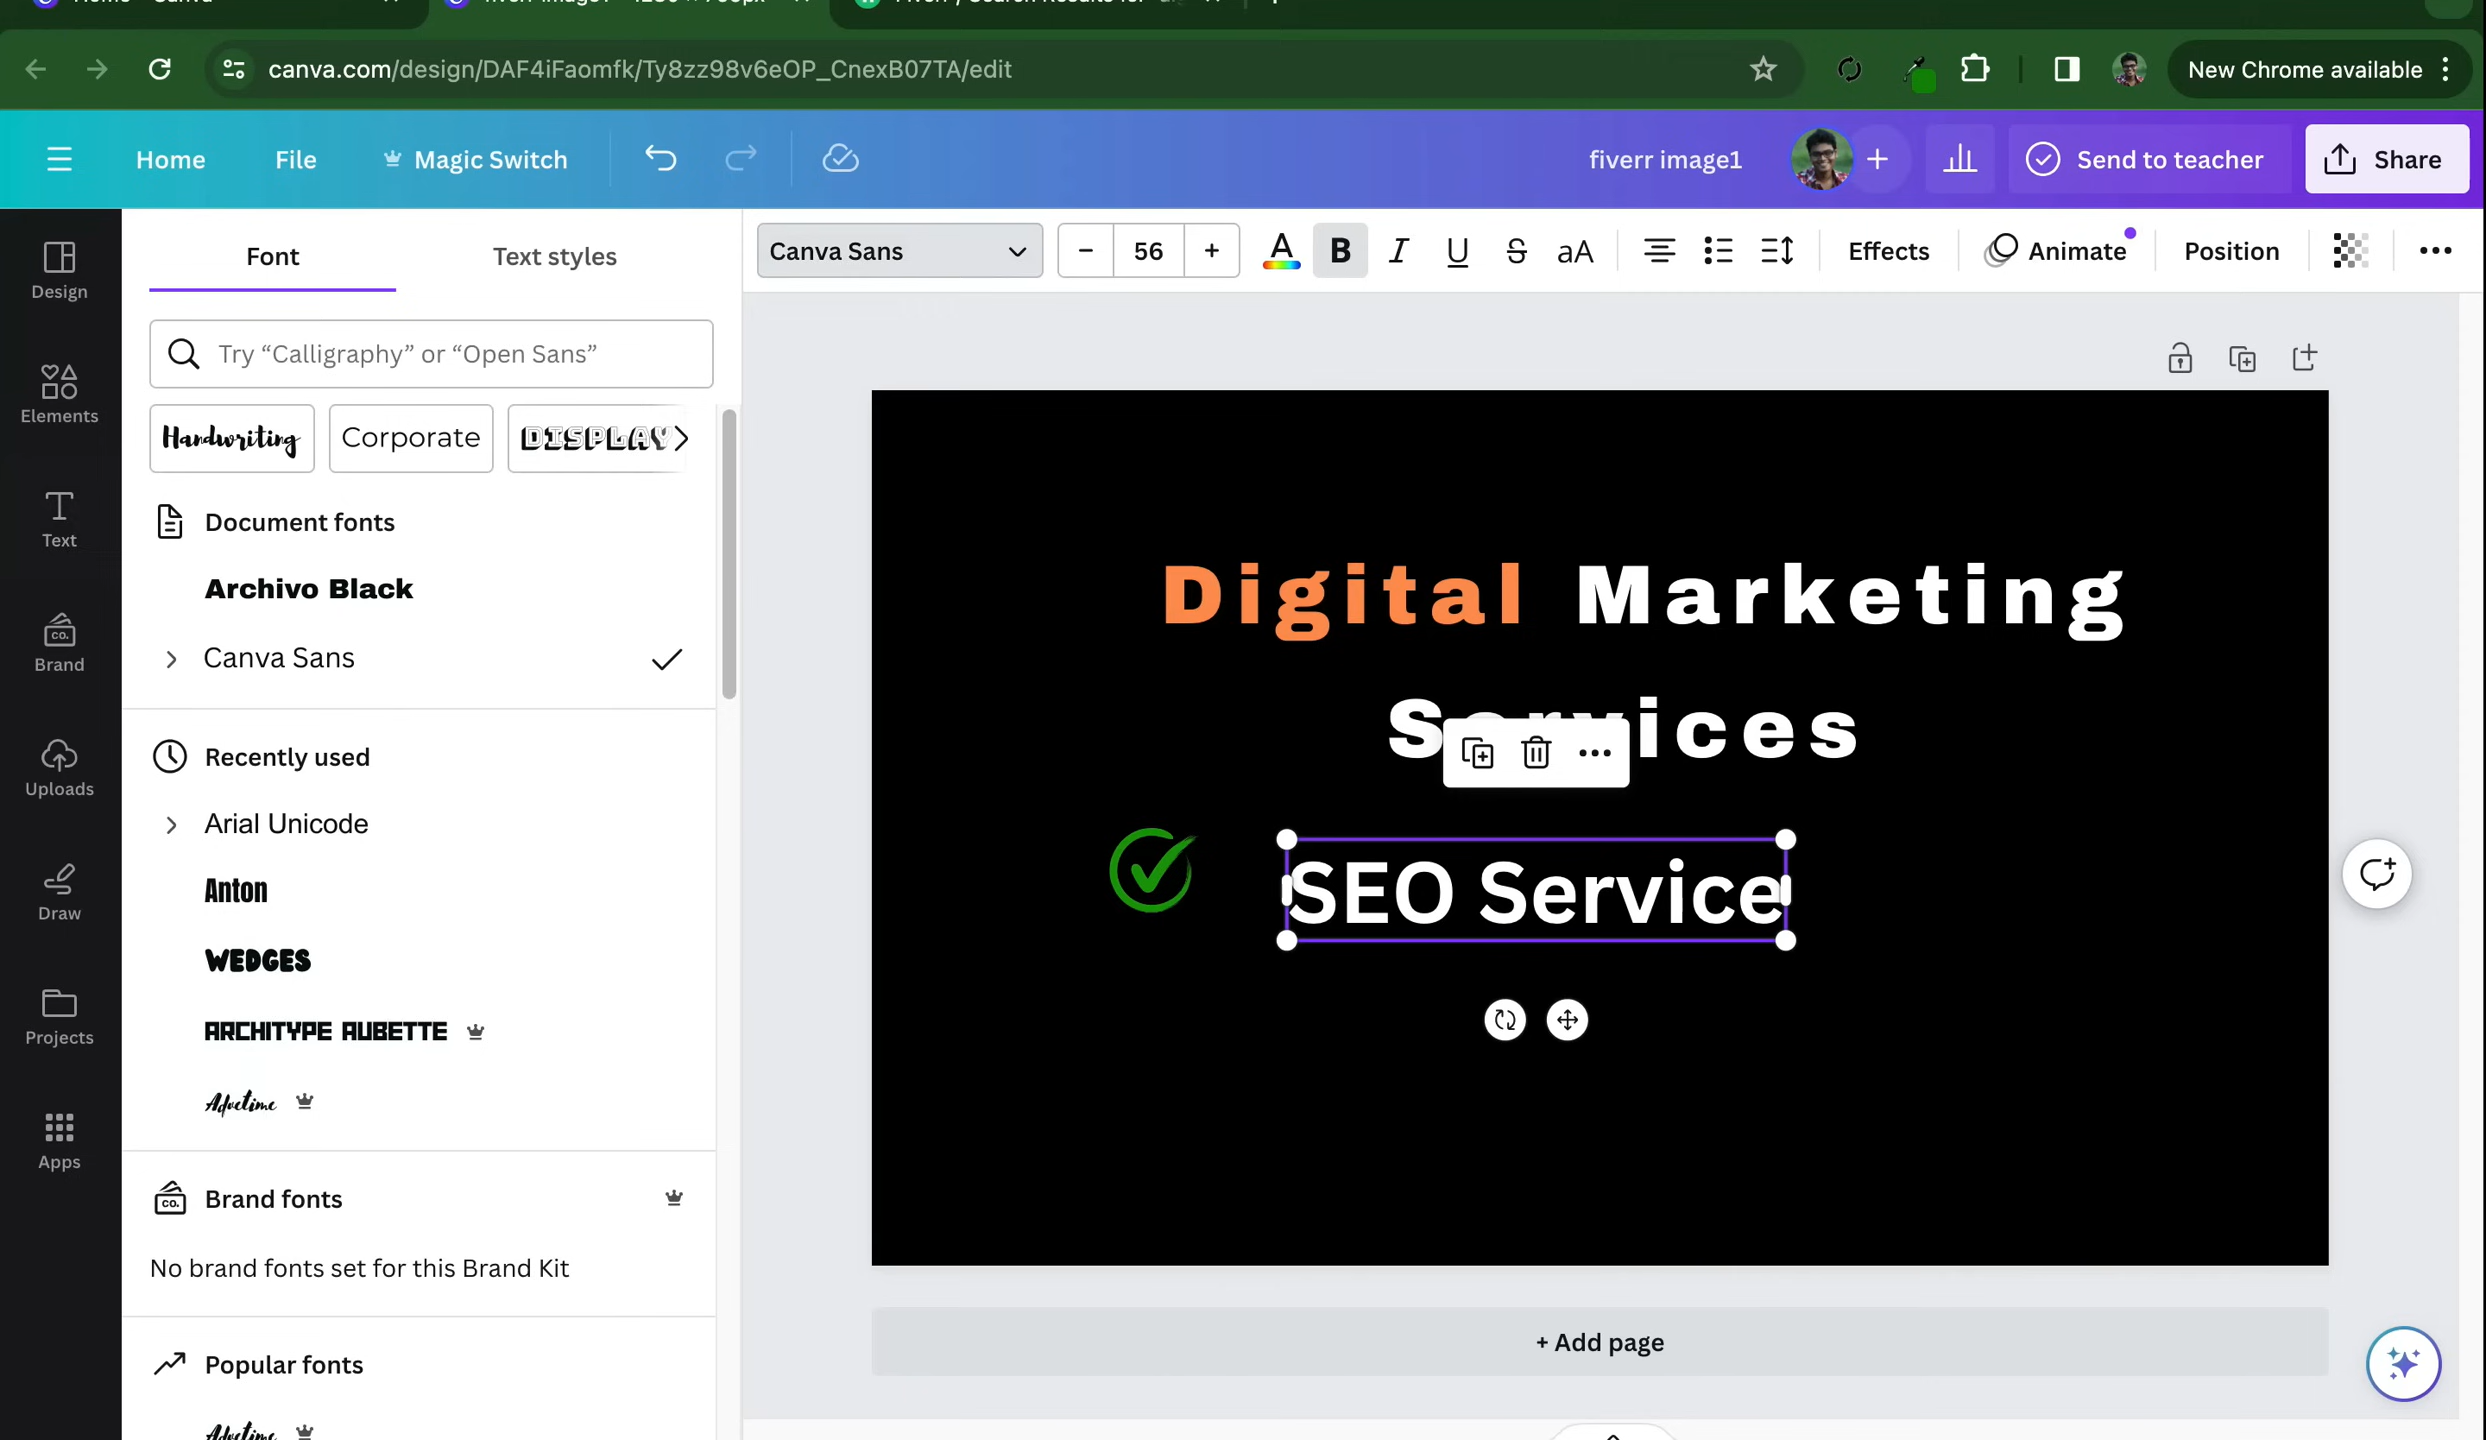 canva.com/design/DAF4iFaomfk/Ty8zz98v6eOP_CnexB07TA/edit
New Chrome available
Home
File
Magic Switch
fiverr image1
Send to teacher
Share
Design
Elements
Text
Brand
Uploads
Draw
Projects
Apps
Font
Text styles
Try “Calligraphy” or “Open Sans”
Handwriting
Corporate
DISPLAY
Document fonts
Archivo Black
Canva Sans
Recently used
Arial Unicode
Anton
WEDGES
ARCHITYPE AUBETTE
Advetime
Brand fonts
No brand fonts set for this Brand Kit
Popular fonts
Advetime
Canva Sans
− 56 +
A B I U S aA
Effects
Animate
Position
Digital Marketing
Services
SEO Service
+ Add page